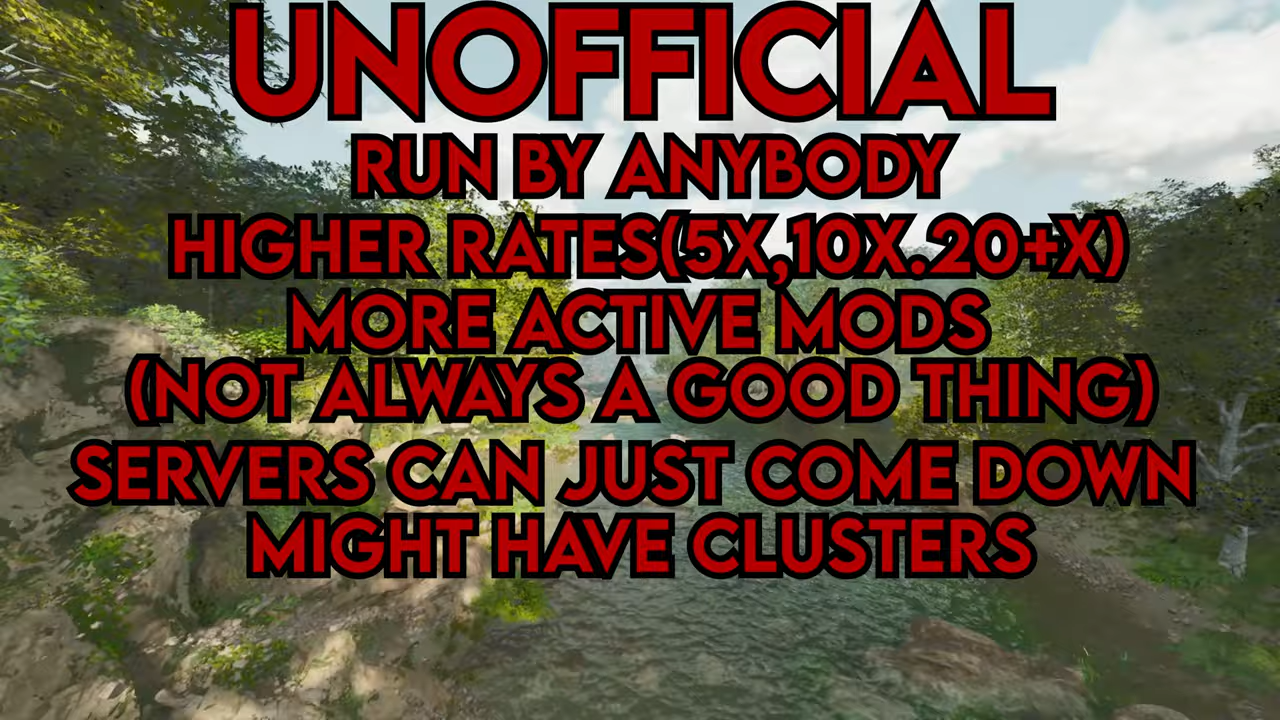 UNOFFICIAL
RUN BY ANYBODY
HIGHER RATES(5X,10X.20+X)
MORE ACTIVE MODS
(NOT ALWAYS A GOOD THING)
SERVERS CAN JUST COME DOWN
MIGHT HAVE CLUSTERS